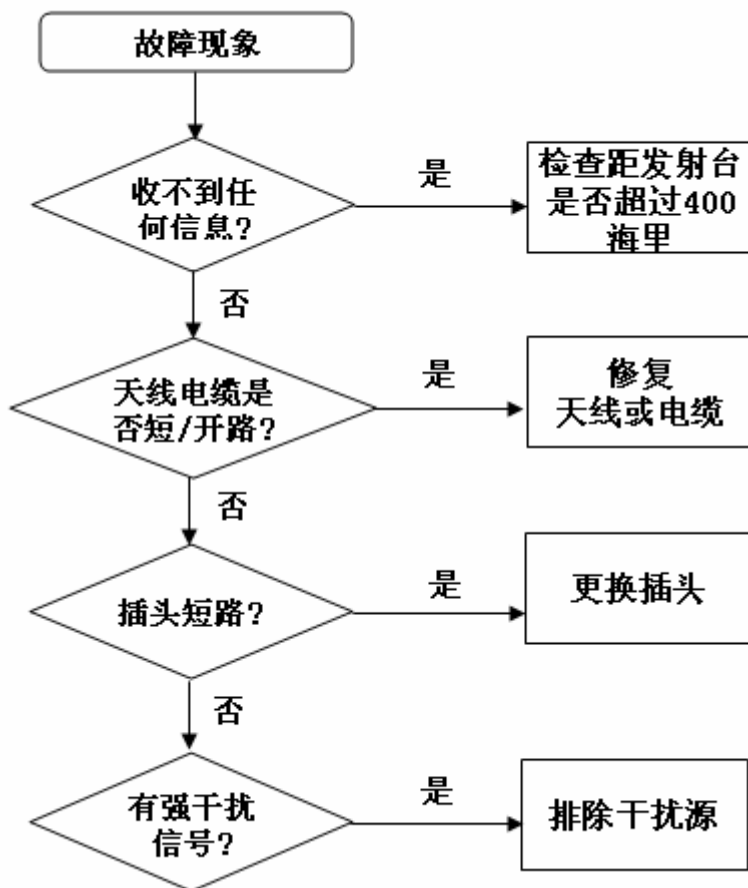 故障现象
收不到任
何信息?
是
检查距发射台
是否超过400
海里
否
天线电缆是
否短/开路?
是
修复
天线或电缆
否
插头短路?
是
更换插头
否
有强干扰
信号?
是
排除干扰源